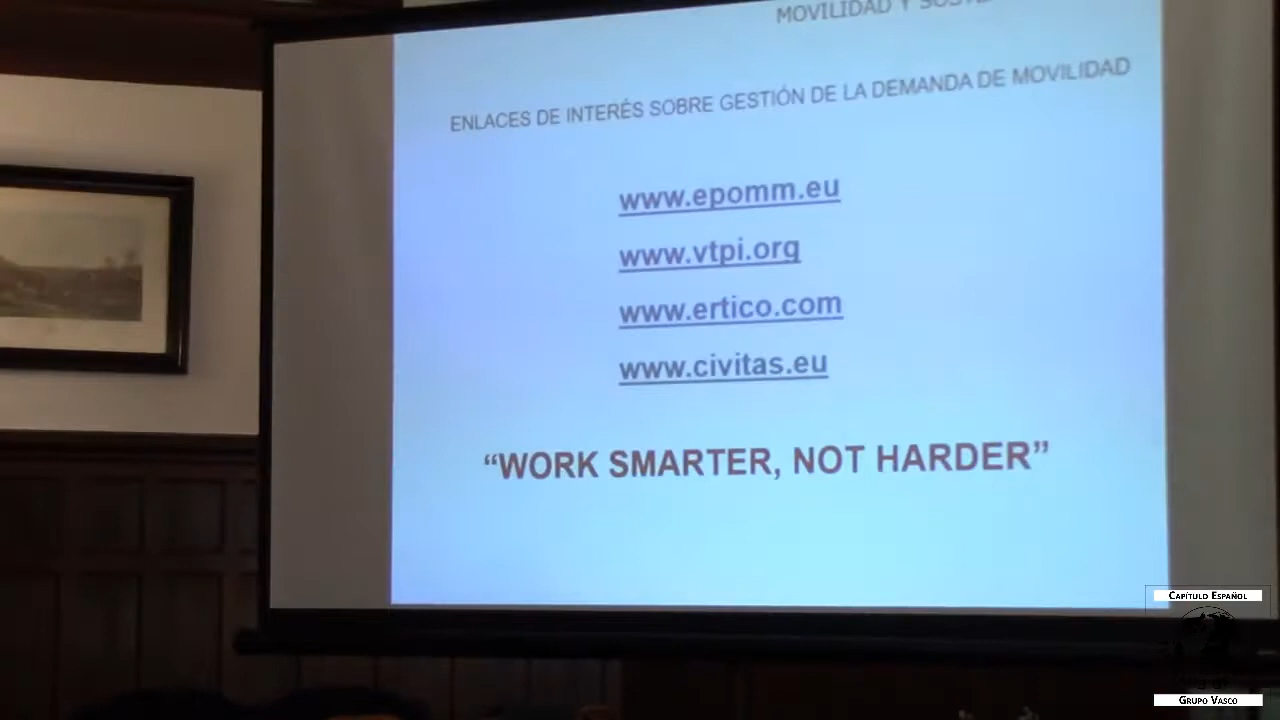 MOVILIDAD Y
ENLACES DE INTERÉS SOBRE GESTIÓN DE LA DEMANDA DE MOVILIDAD
www.epomm.eu
www.vtpi.org
www.ertico.com
www.civitas.eu
“WORK SMARTER, NOT HARDER”
CAPÍTULO ESPAÑOL
GRUPO VASCO